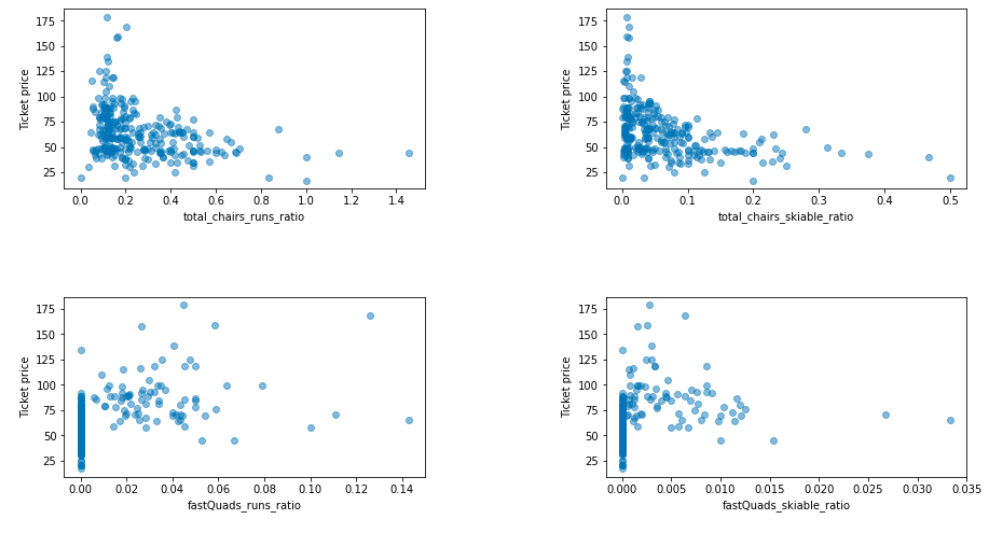 175
150
125
100
75
50
25
Ticket price
0.0 0.2 0.4 0.6 0.8 1.0 1.2 1.4
total_chairs_runs_ratio
175
150
125
100
75
50
25
Ticket price
0.0 0.1 0.2 0.3 0.4 0.5
total_chairs_skiable_ratio
175
150
125
100
75
50
25
Ticket price
0.00 0.02 0.04 0.06 0.08 0.10 0.12 0.14
fastQuads_runs_ratio
175
150
125
100
75
50
25
Ticket price
0.000 0.005 0.010 0.015 0.020 0.025 0.030 0.035
fastQuads_skiable_ratio